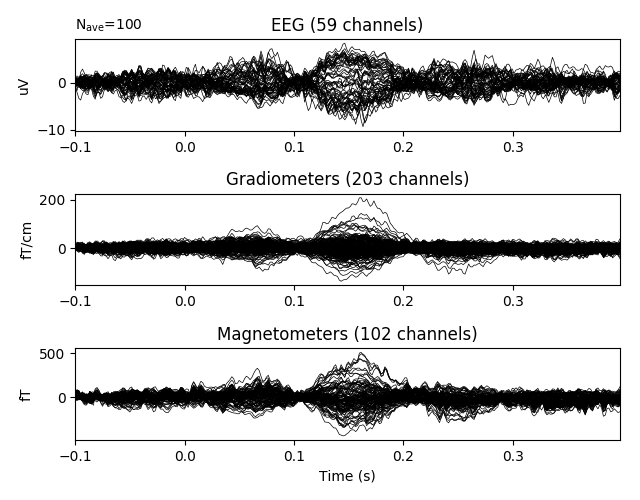 Nave=100
EEG (59 channels)
uV
0
−10
−0.1 0.0 0.1 0.2 0.3
Gradiometers (203 channels)
fT/cm
200
0
−0.1 0.0 0.1 0.2 0.3
Magnetometers (102 channels)
fT
500
0
−0.1 0.0 0.1 0.2 0.3
Time (s)